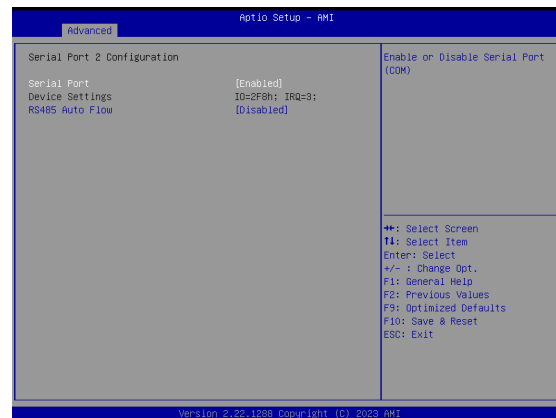 Aptio Setup - AMI
Advanced
Serial Port 2 Configuration
Serial Port [Enabled]
Device Settings IO=2F8h; IRQ=3;
RS485 Auto Flow [Disabled]
Enable or Disable Serial Port
(COM)
→←: Select Screen
↑↓: Select Item
Enter: Select
+/- : Change Opt.
F1: General Help
F2: Previous Values
F9: Optimized Defaults
F10: Save & Reset
ESC: Exit
Version 2.22.1288 Copyright (C) 2023 AMI